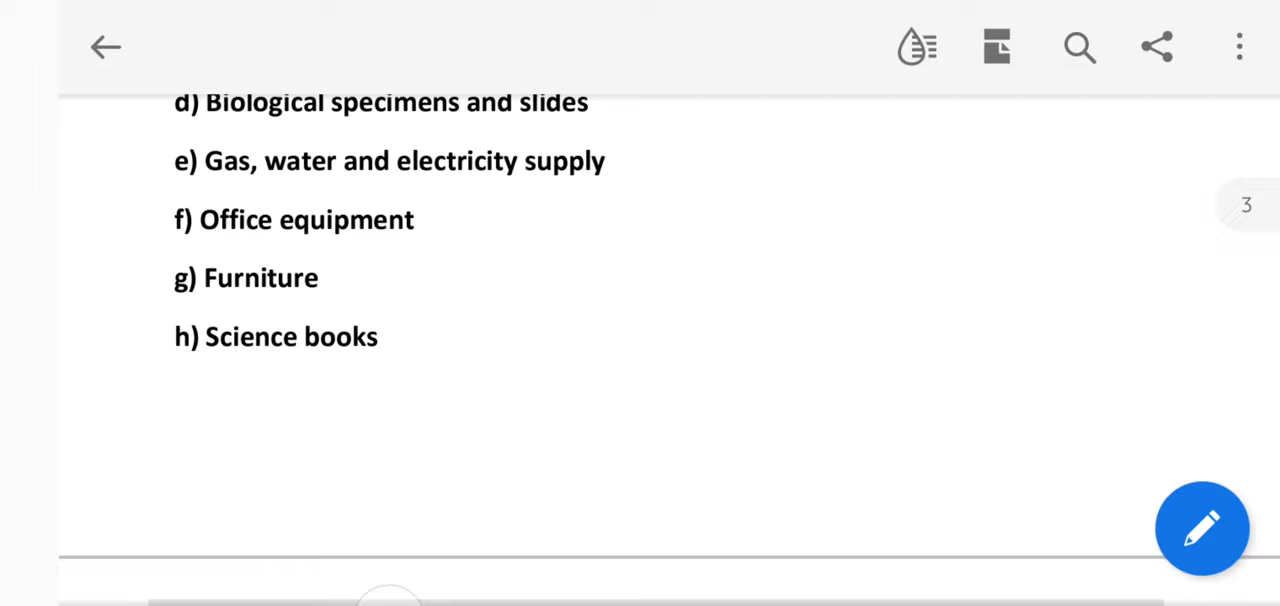 d) Biological specimens and slides
e) Gas, water and electricity supply
3
f) Office equipment
g) Furniture
h) Science books